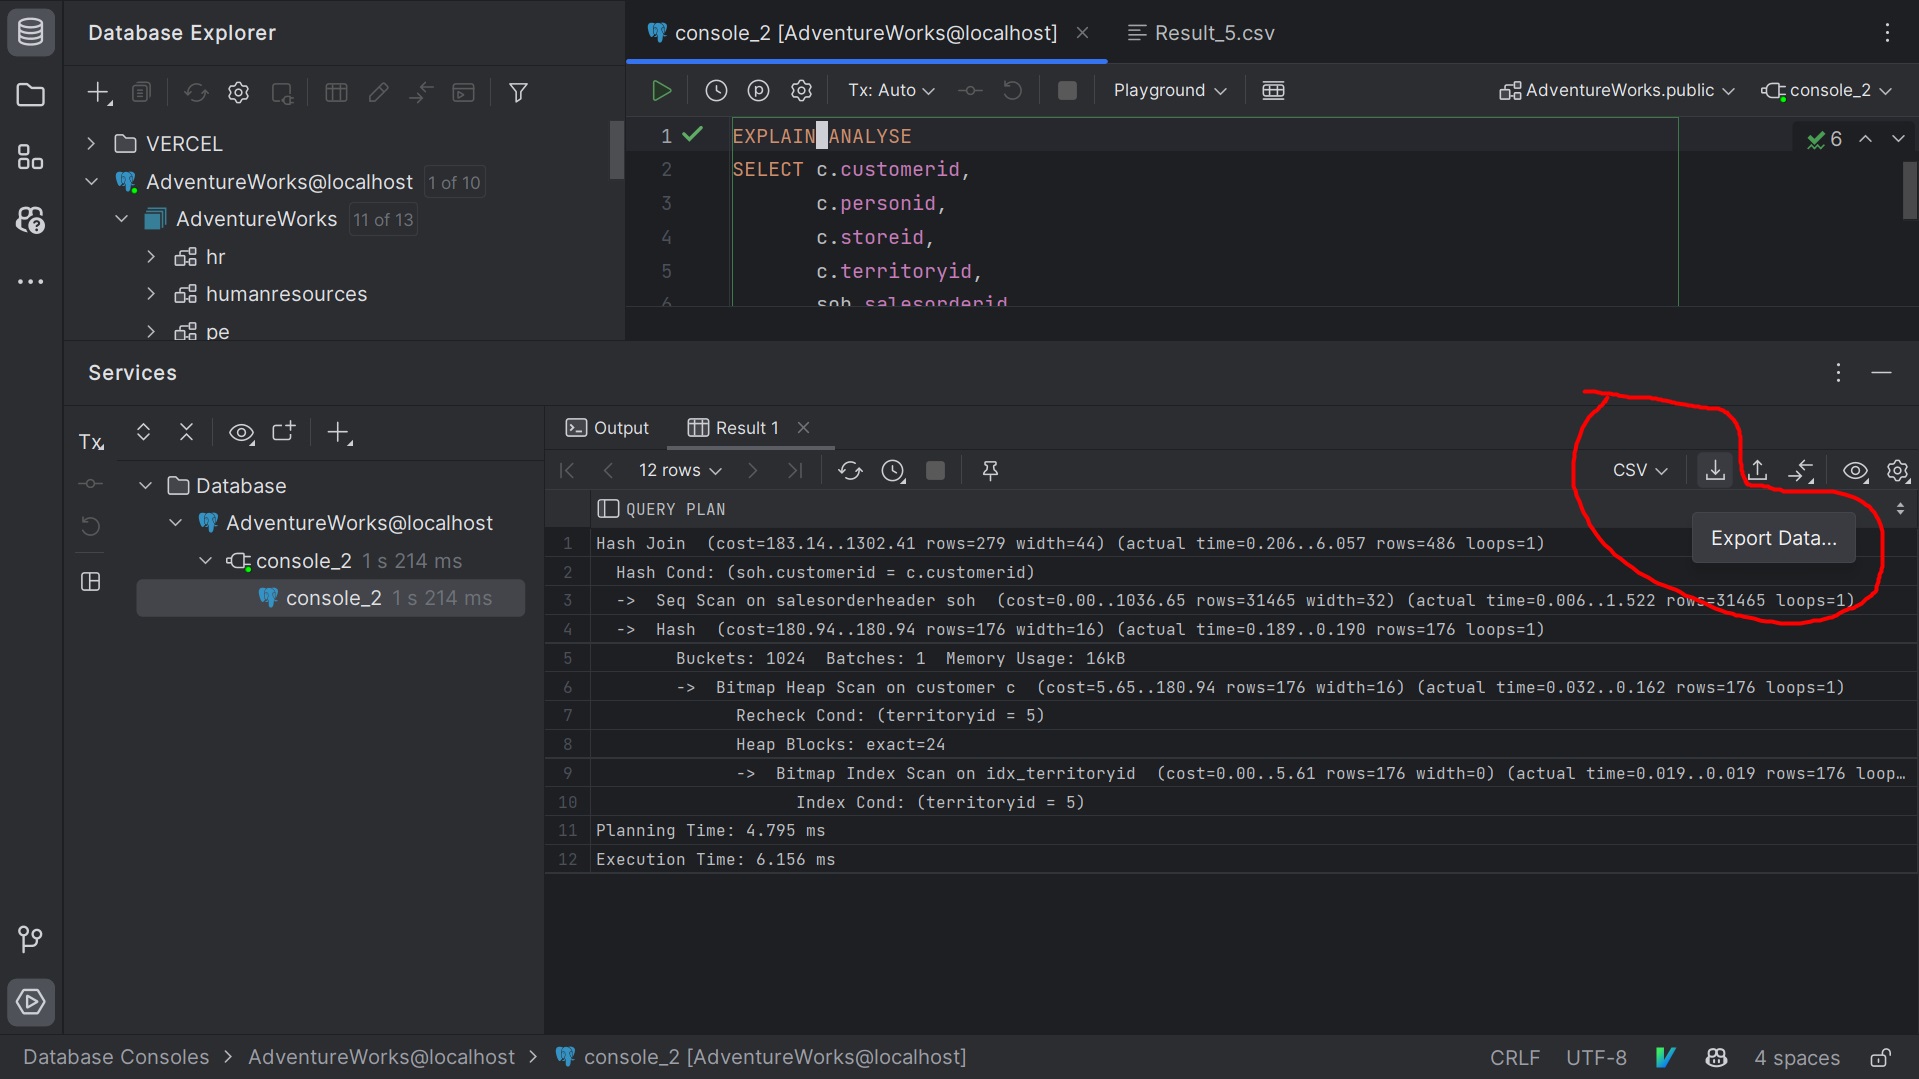 Database Explorer
console_2 [AdventureWorks@localhost]
Result_5.csv
Tx: Auto
Playground
AdventureWorks.public
console_2
VERCEL
AdventureWorks@localhost 1 of 10
AdventureWorks 11 of 13
hr
humanresources
pe
1 EXPLAIN ANALYSE
6
2 SELECT c.customerid,
3 c.personid,
4 c.storeid,
5 c.territoryid,
6 soh.salesorderid
Services
Tx
Database
AdventureWorks@localhost
console_2 1 s 214 ms
console_2 1 s 214 ms
Output
Result 1
12 rows
CSV
QUERY PLAN
Export Data...
1 Hash Join  (cost=183.14..1302.41 rows=279 width=44) (actual time=0.206..6.057 rows=486 loops=1)
2 Hash Cond: (soh.customerid = c.customerid)
3 ->  Seq Scan on salesorderheader soh  (cost=0.00..1036.65 rows=31465 width=32) (actual time=0.006..1.522 rows=31465 loops=1)
4 ->  Hash  (cost=180.94..180.94 rows=176 width=16) (actual time=0.189..0.190 rows=176 loops=1)
5 Buckets: 1024  Batches: 1  Memory Usage: 16kB
6 ->  Bitmap Heap Scan on customer c  (cost=5.65..180.94 rows=176 width=16) (actual time=0.032..0.162 rows=176 loops=1)
7 Recheck Cond: (territoryid = 5)
8 Heap Blocks: exact=24
9 ->  Bitmap Index Scan on idx_territoryid  (cost=0.00..5.61 rows=176 width=0) (actual time=0.019..0.019 rows=176 loop…
10 Index Cond: (territoryid = 5)
11 Planning Time: 4.795 ms
12 Execution Time: 6.156 ms
Database Consoles > AdventureWorks@localhost > console_2 [AdventureWorks@localhost]
CRLF
UTF-8
4 spaces